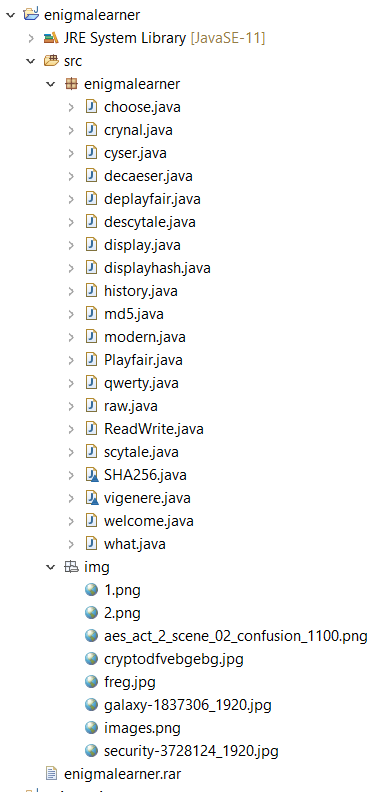 enigmalearner
JRE System Library [JavaSE-11]
src
enigmalearner
choose.java
crynal.java
cyser.java
decaeser.java
deplayfair.java
descytale.java
display.java
displayhash.java
history.java
md5.java
modern.java
Playfair.java
qwerty.java
raw.java
ReadWrite.java
scytale.java
SHA256.java
vigenere.java
welcome.java
what.java
img
1.png
2.png
aes_act_2_scene_02_confusion_1100.png
cryptodfvebgebg.jpg
freg.jpg
galaxy-1837306_1920.jpg
images.png
security-3728124_1920.jpg
enigmalearner.rar